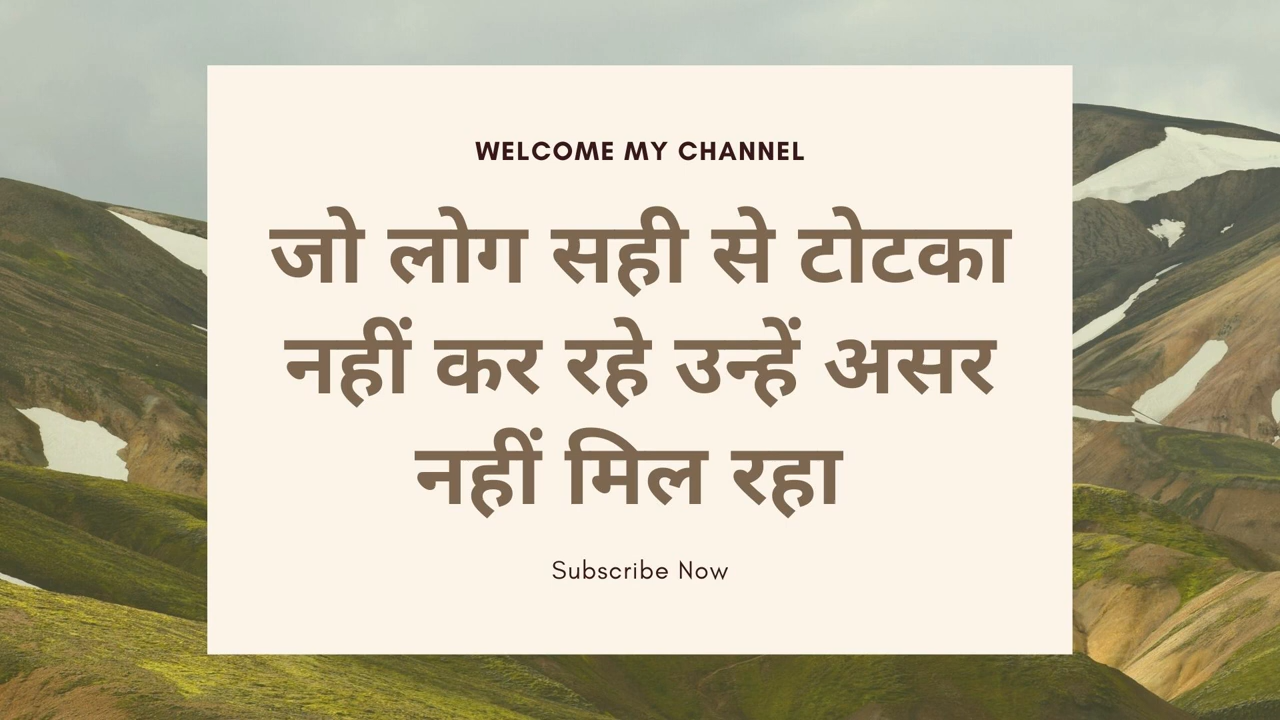 WELCOME MY CHANNEL
जो लोग सही से टोटका
नहीं कर रहे उन्हें असर
नहीं मिल रहा
Subscribe Now